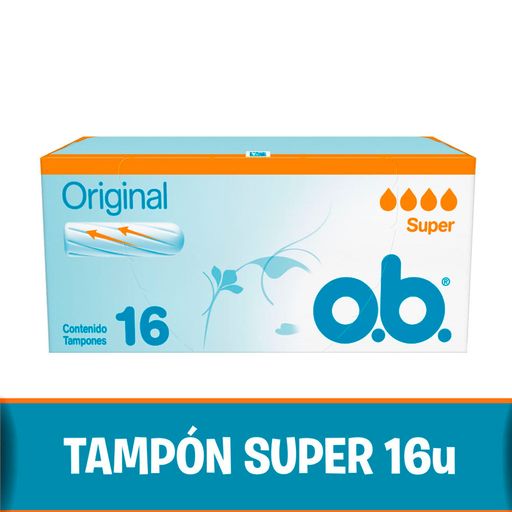 Original
Super
Contenido
Tampones
16
o.b.®
TAMPÓN SUPER 16u